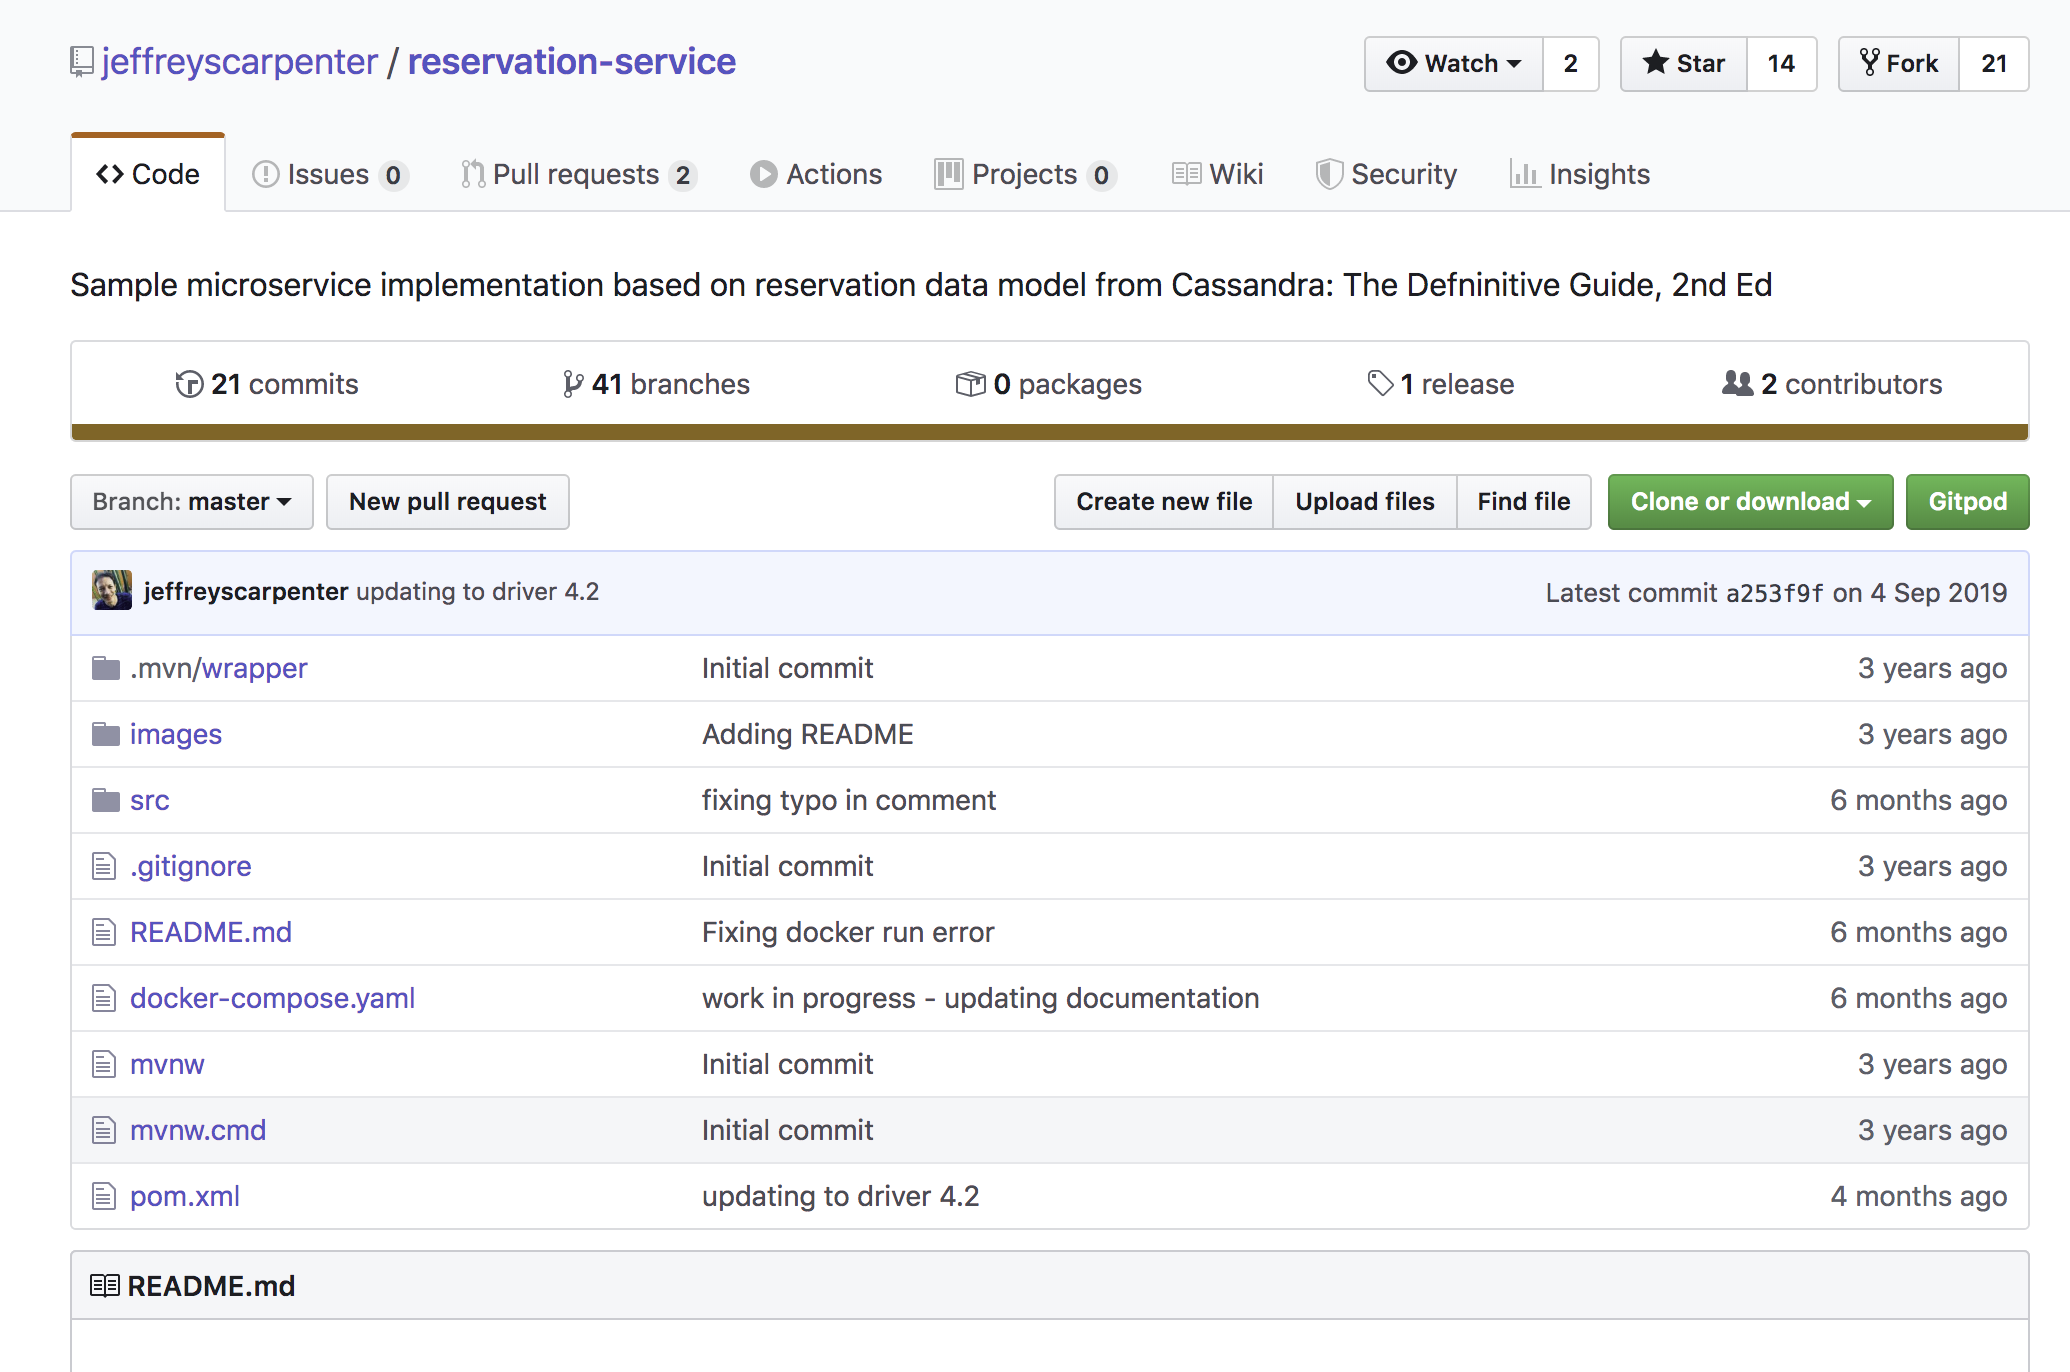 jeffreyscarpenter / reservation-service
Watch 2 Star 14 Fork 21
Code Issues 0 Pull requests 2 Actions Projects 0 Wiki Security Insights
Sample microservice implementation based on reservation data model from Cassandra: The Defninitive Guide, 2nd Ed
21 commits 41 branches 0 packages 1 release 2 contributors
Branch: master New pull request Create new file Upload files Find file Clone or download Gitpod
jeffreyscarpenter updating to driver 4.2 Latest commit a253f9f on 4 Sep 2019
.mvn/wrapper Initial commit 3 years ago
images Adding README 3 years ago
src fixing typo in comment 6 months ago
.gitignore Initial commit 3 years ago
README.md Fixing docker run error 6 months ago
docker-compose.yaml work in progress - updating documentation 6 months ago
mvnw Initial commit 3 years ago
mvnw.cmd Initial commit 3 years ago
pom.xml updating to driver 4.2 4 months ago
README.md